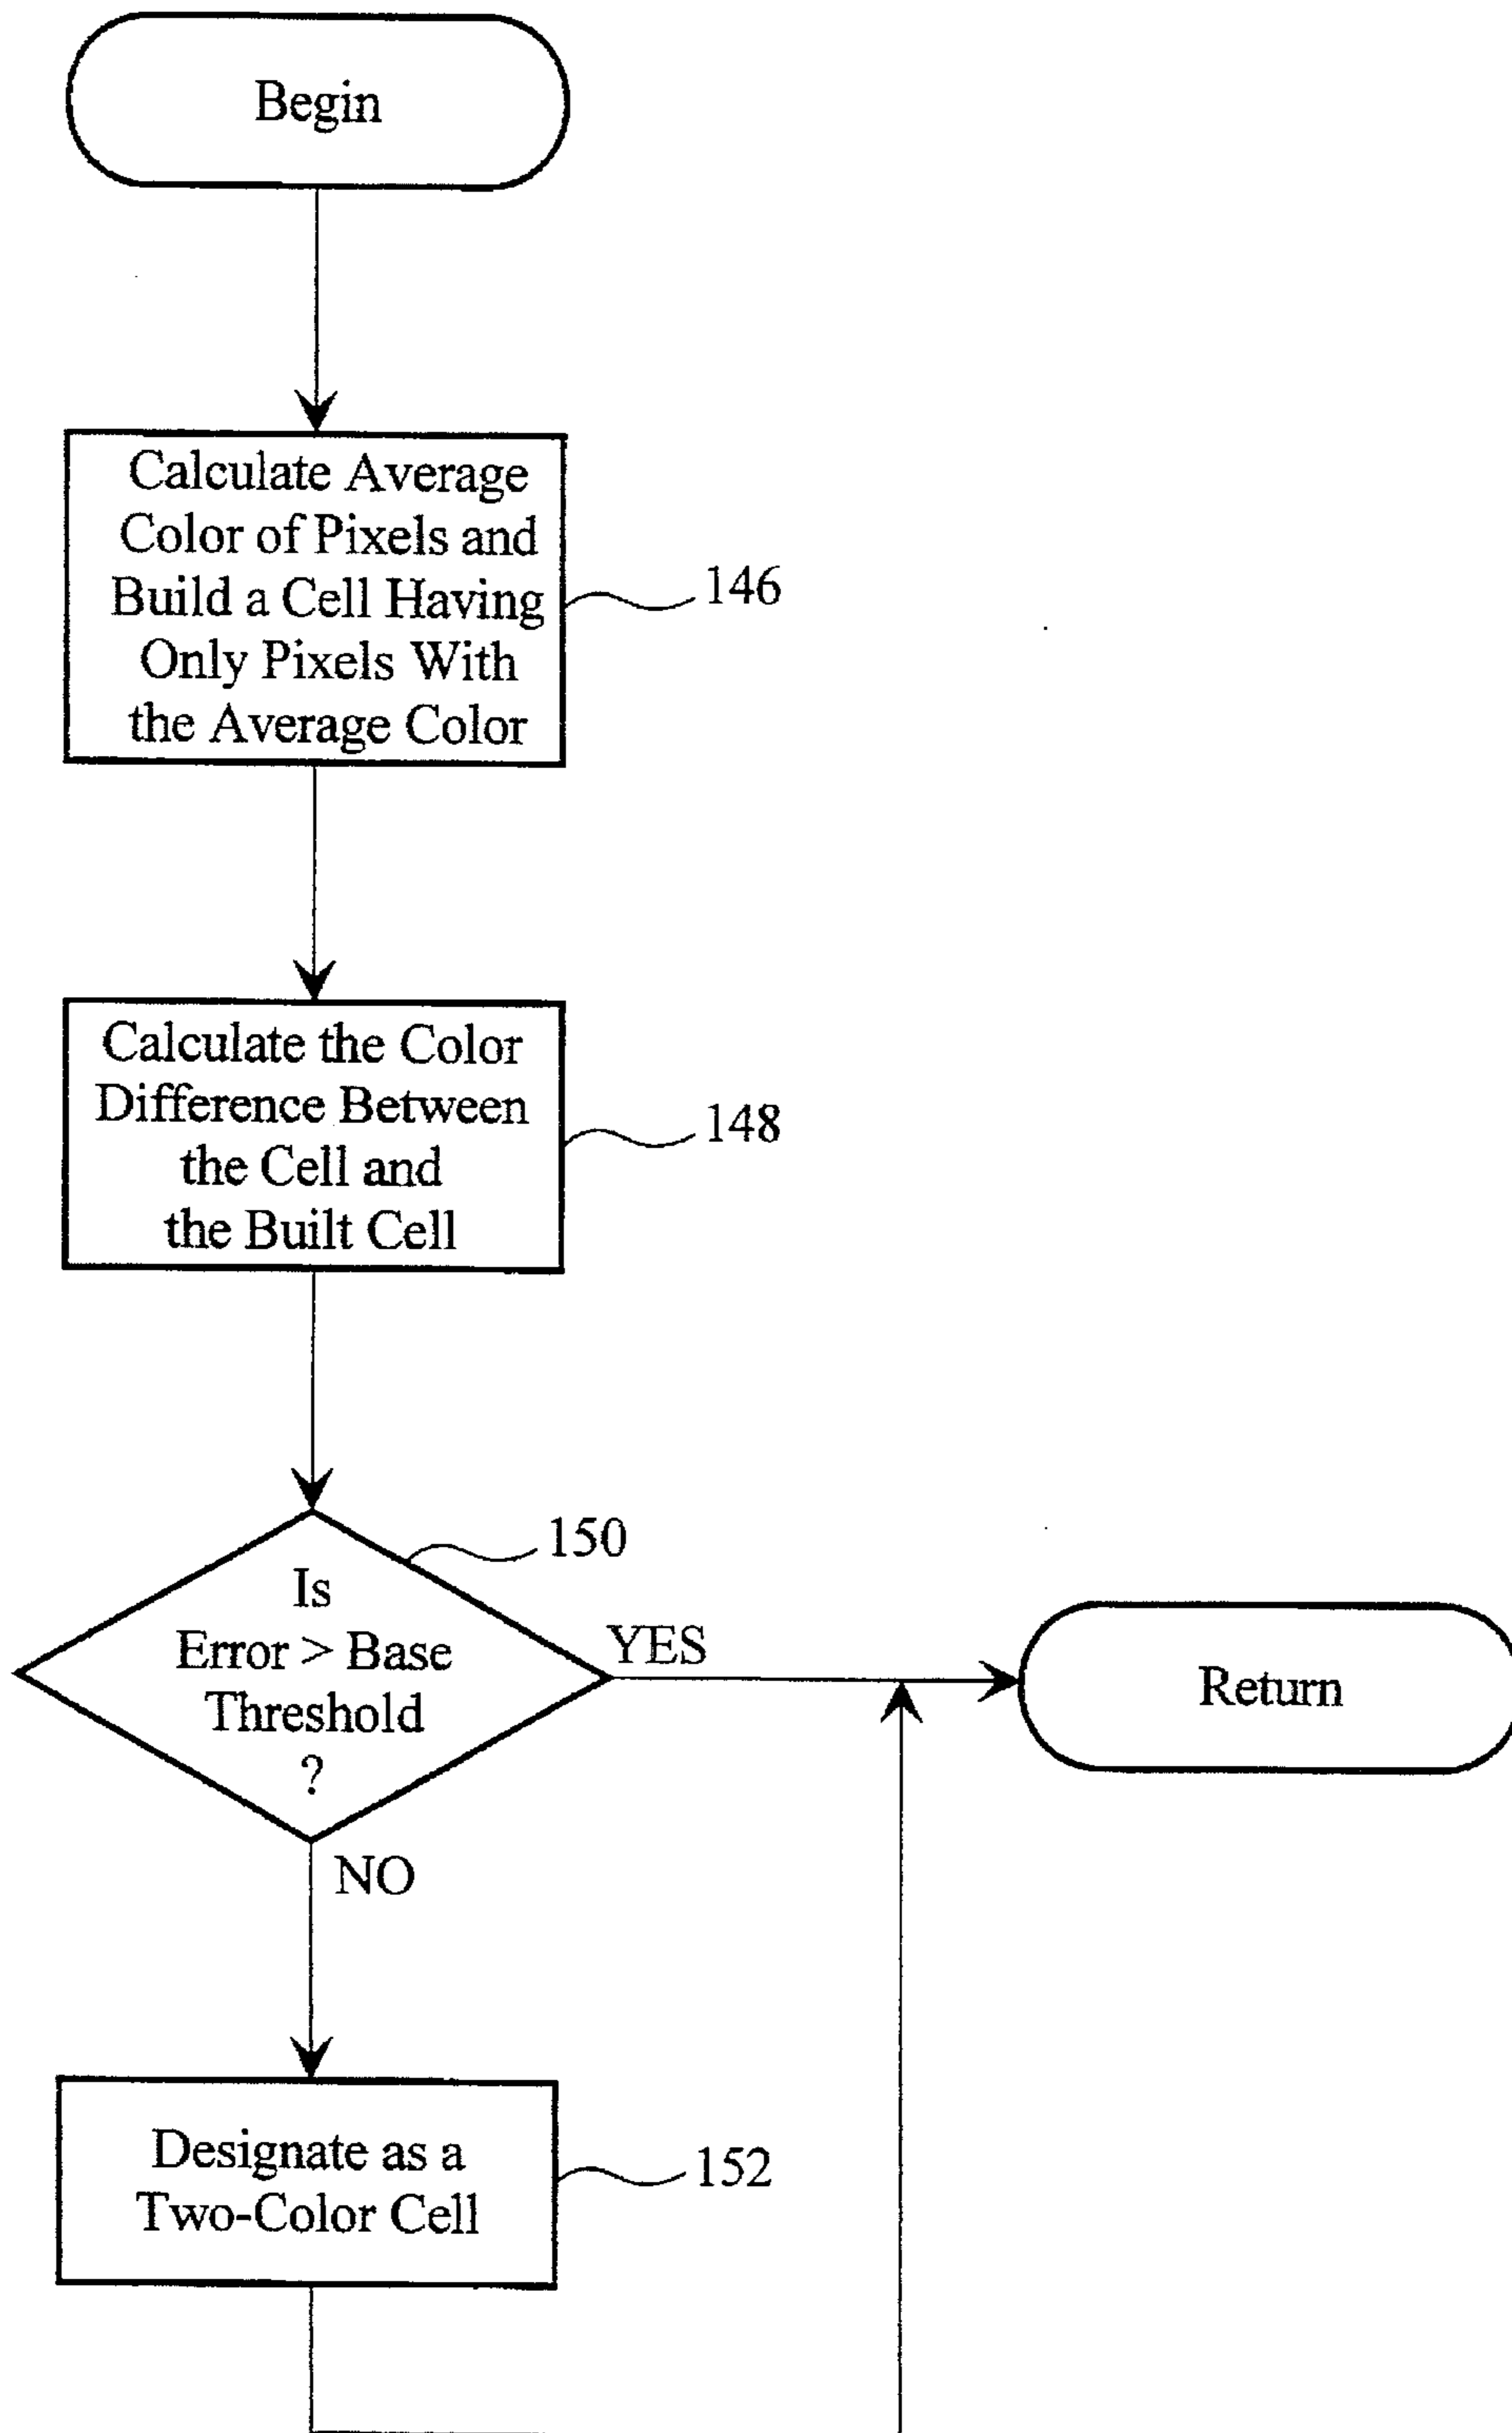 Begin
Calculate Average
Color of Pixels and
Build a Cell Having
Only Pixels With
the Average Color
146
Calculate the Color
Difference Between
the Cell and
the Built Cell
148
150
Is
Error > Base
Threshold
?
YES
Return
NO
Designate as a
Two-Color Cell
152